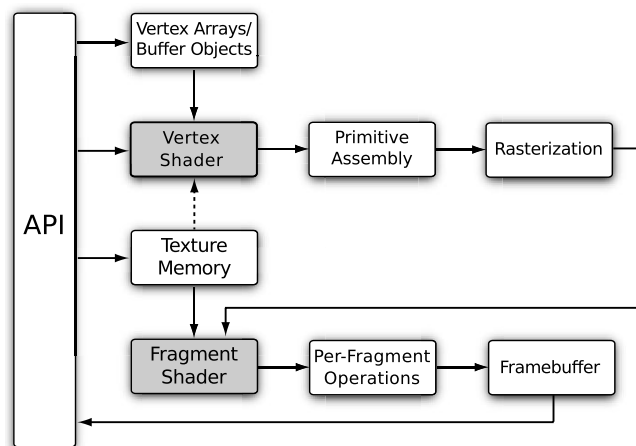 Vertex Arrays/
Buffer Objects
Vertex
Shader
Primitive
Assembly
Rasterization
API
Texture
Memory
Fragment
Shader
Per-Fragment
Operations
Framebuffer